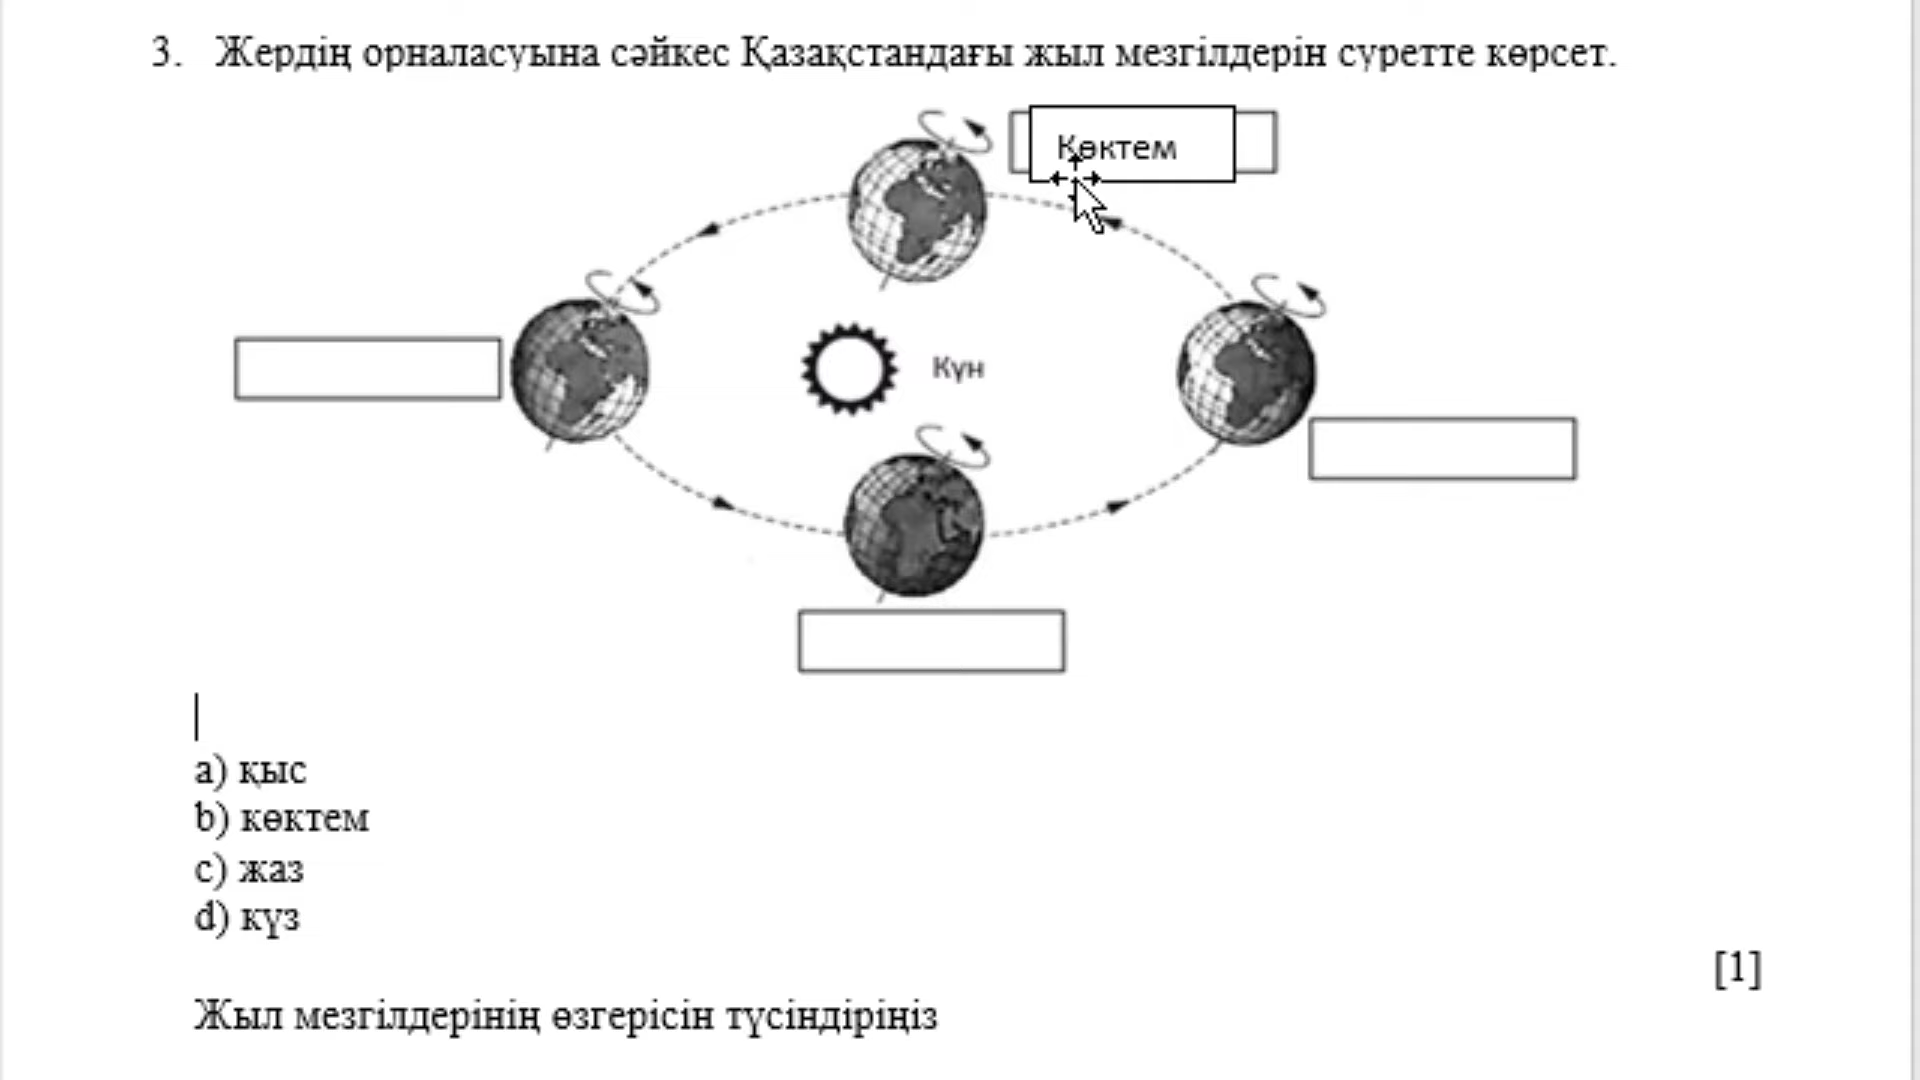 3. Жердің орналасуына сәйкес Қазақстандағы жыл мезгілдерін суретте көрсет.
Көктем
Күн
a) қыс
b) көктем
c) жаз
d) күз
[1]
Жыл мезгілдерінің өзгерісін түсіндіріңіз